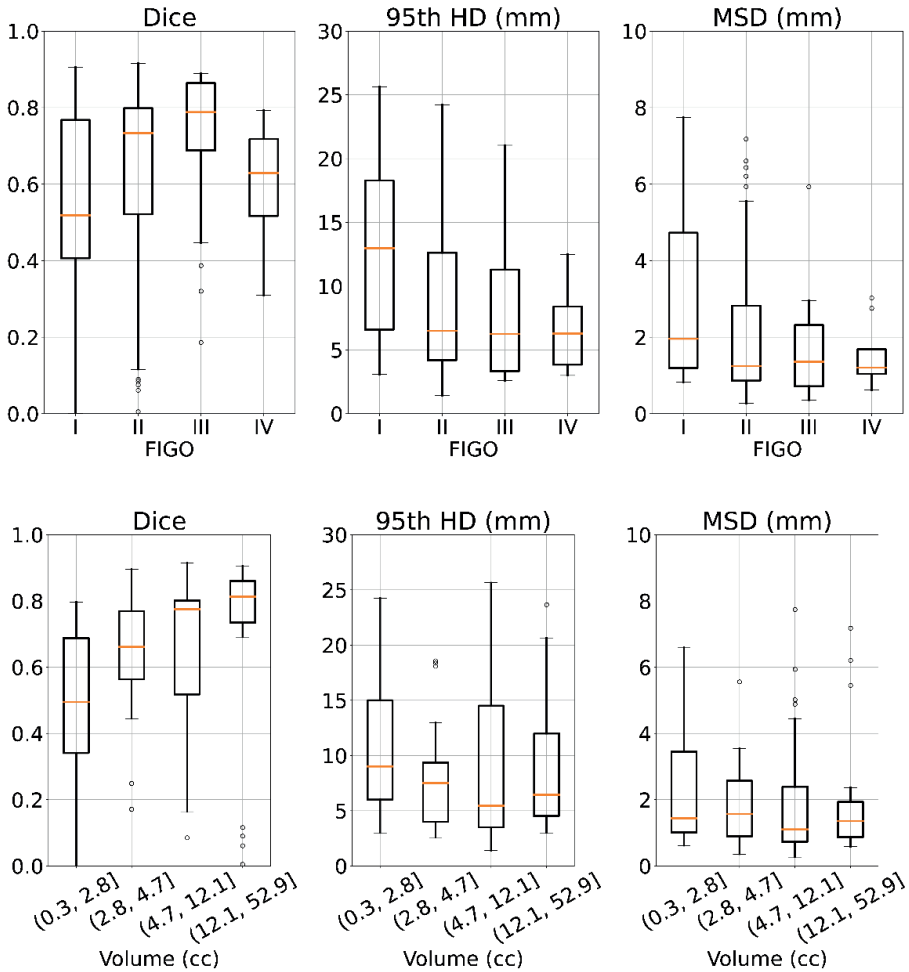 Dice 95th HD (mm) MSD (mm)
1.0 30 10
0.8 25 8
0.6 20 6
0.4 15 4
0.2 10 2
0.0 5 0
0
I II III IV I II III IV I II III IV
FIGO FIGO FIGO
Dice 95th HD (mm) MSD (mm)
1.0 30 10
0.8 25 8
0.6 20 6
0.4 15 4
0.2 10 2
0.0 5 0
0
(0.3, 2.8] (2.8, 4.7] (4.7, 12.1] (12.1, 52.9] (0.3, 2.8] (2.8, 4.7] (4.7, 12.1] (12.1, 52.9] (0.3, 2.8] (2.8, 4.7] (4.7, 12.1] (12.1, 52.9]
Volume (cc) Volume (cc) Volume (cc)